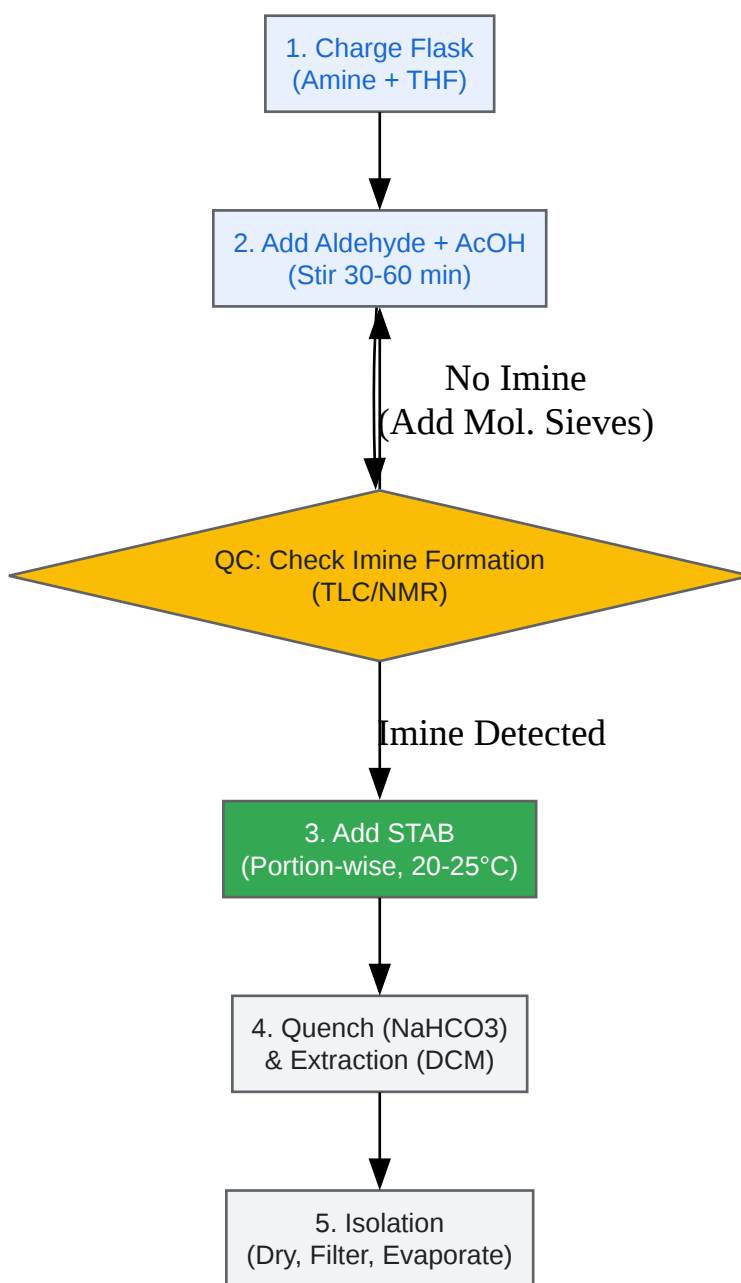 1. Charge Flask
(Amine + THF)
2. Add Aldehyde + AcOH
(Stir 30-60 min)
No Imine
(Add Mol. Sieves)
QC: Check Imine Formation
(TLC/NMR)
Imine Detected
3. Add STAB
(Portion-wise, 20-25°C)
4. Quench (NaHCO3)
& Extraction (DCM)
5. Isolation
(Dry, Filter, Evaporate)